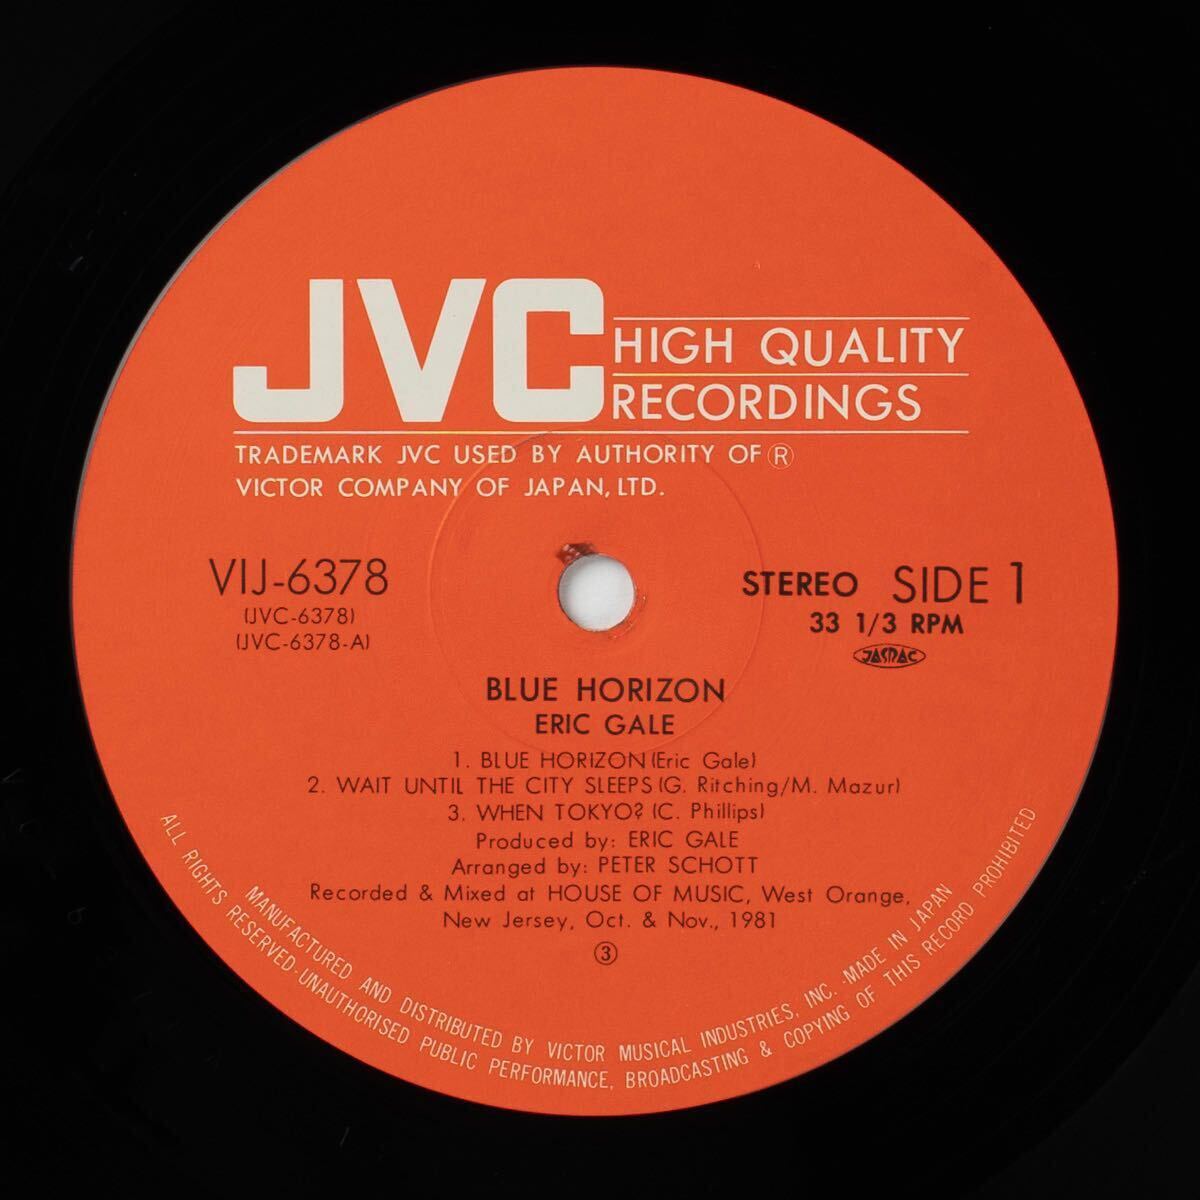 JVC HIGH QUALITY
RECORDINGS
TRADEMARK JVC USED BY AUTHORITY OF Ⓡ
VICTOR COMPANY OF JAPAN, LTD.
VIJ-6378
(JVC-6378)
(JVC-6378-A)
STEREO SIDE 1
33 1/3 RPM
JASRAC
BLUE HORIZON
ERIC GALE
1. BLUE HORIZON (Eric Gale)
2. WAIT UNTIL THE CITY SLEEPS (G. Ritching/M. Mazur)
3. WHEN TOKYO? (C. Phillips)
Produced by: ERIC GALE
Arranged by: PETER SCHOTT
Recorded & Mixed at HOUSE OF MUSIC, West Orange,
New Jersey, Oct. & Nov., 1981
③
MANUFACTURED AND DISTRIBUTED BY VICTOR MUSICAL INDUSTRIES, INC. -MADE IN JAPAN
ALL RIGHTS RESERVED-UNAUTHORISED PUBLIC PERFORMANCE, BROADCASTING & COPYING OF THIS RECORD PROHIBITED